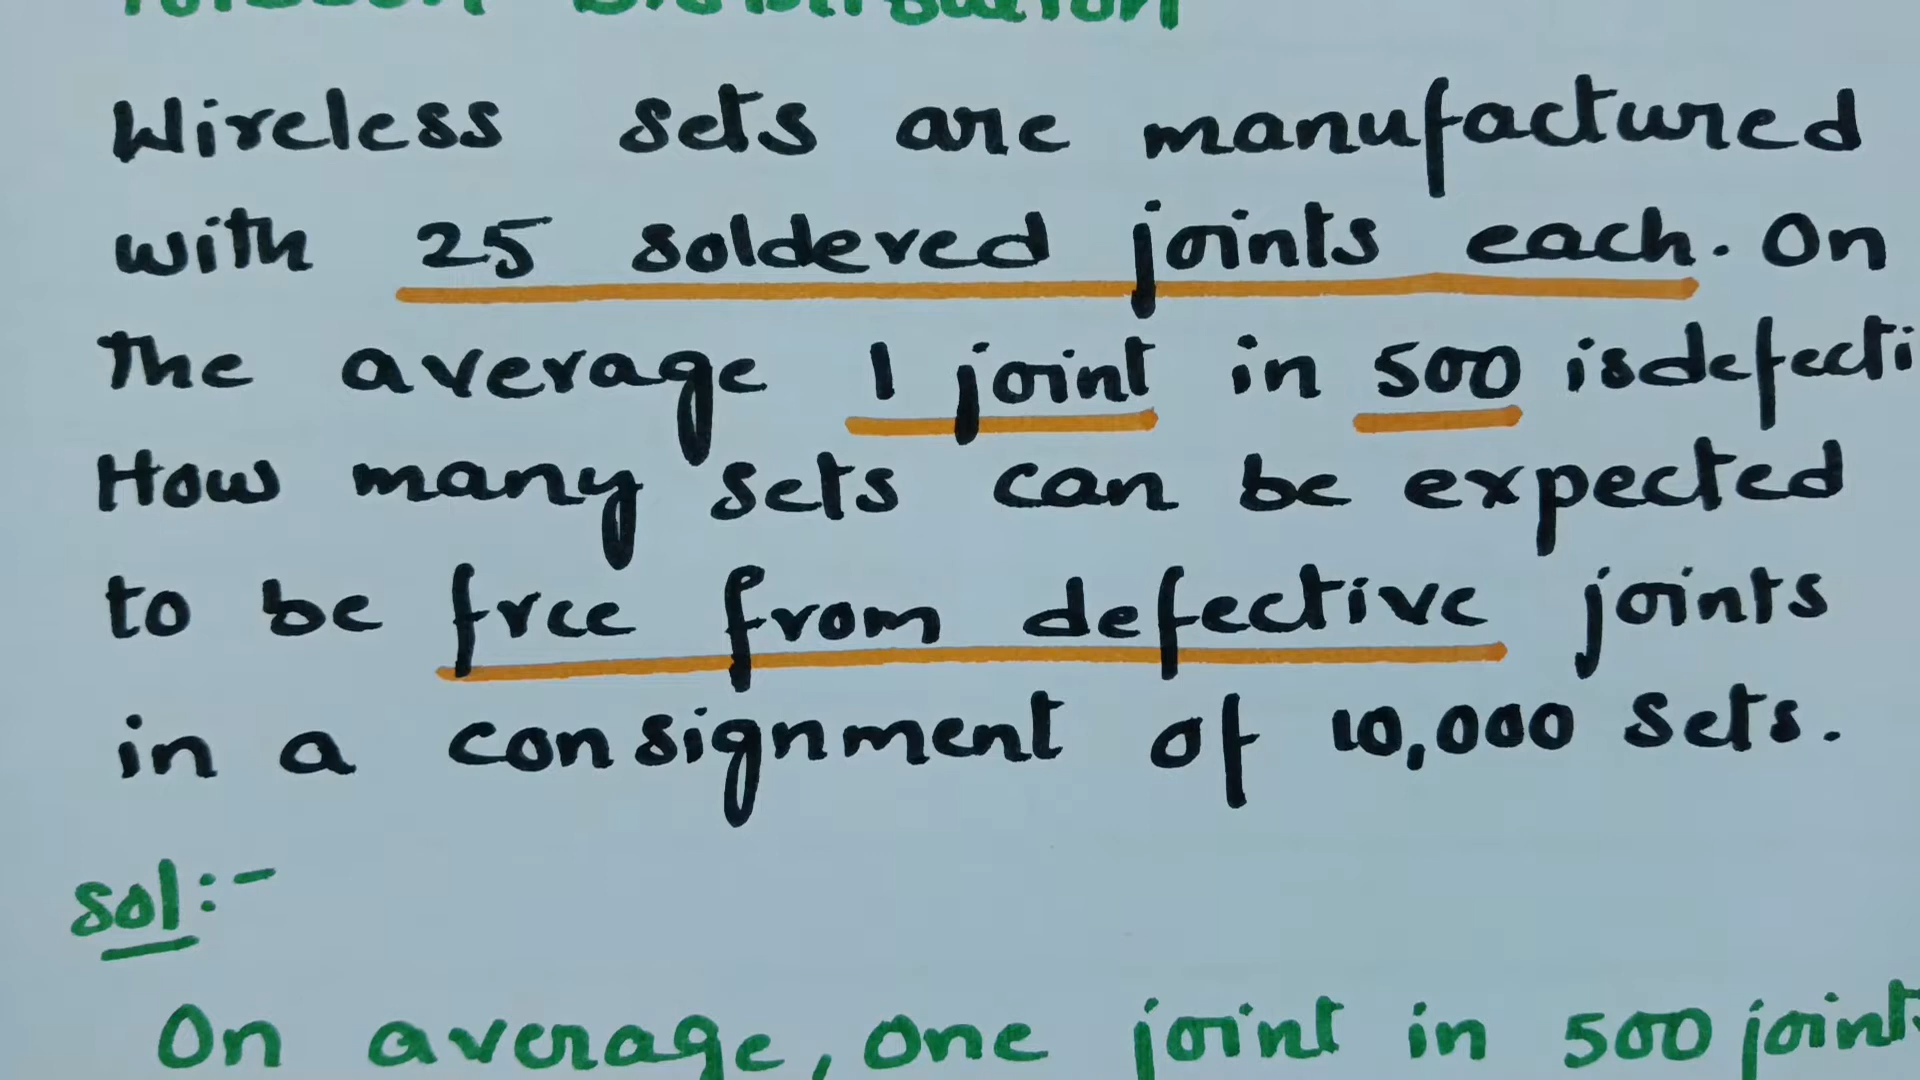 Wireless sets are manufactured
with 25 soldered joints each. On
The average 1 joint in 500 is
How many sets can be expected
to be free from defective joints
in a consignment of 10,000 sets.
sol:-
On average, one joint in 500 joint